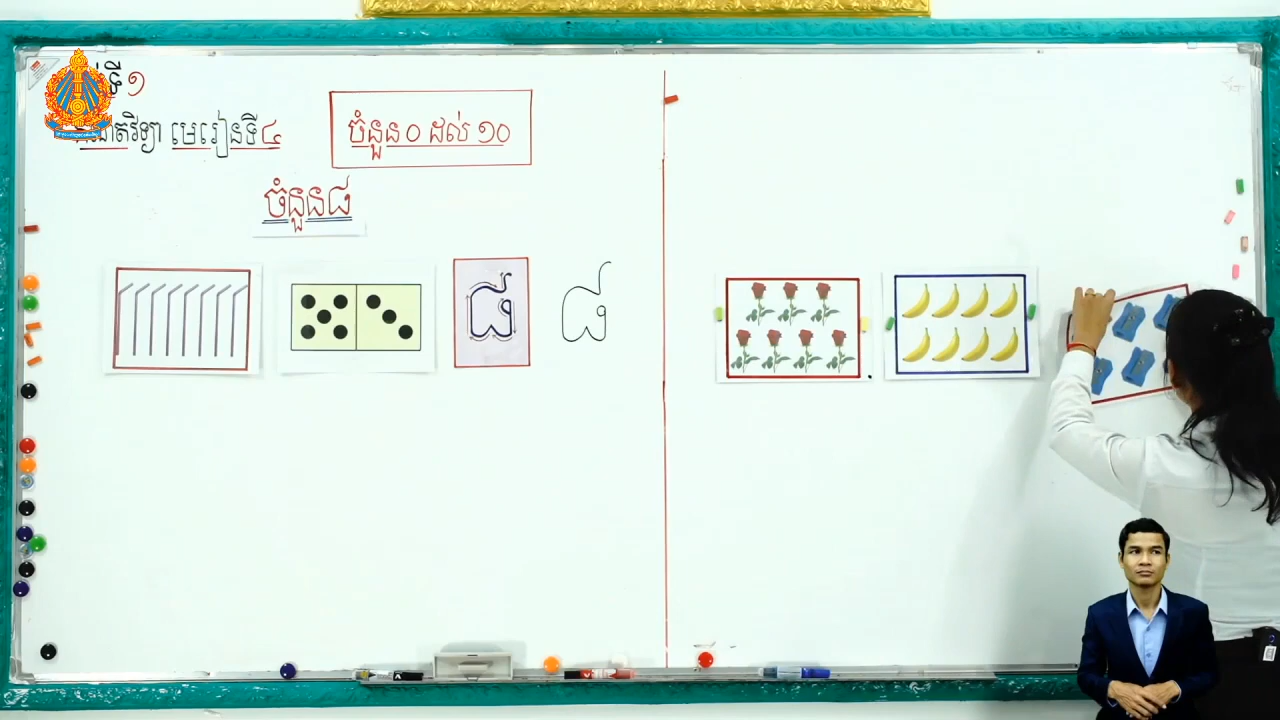 ទី១
គណិតវិទ្យា មេរៀនទី៤
ចំនួន០ ដល់ ១០
ចំនួន៨
៨ ៨